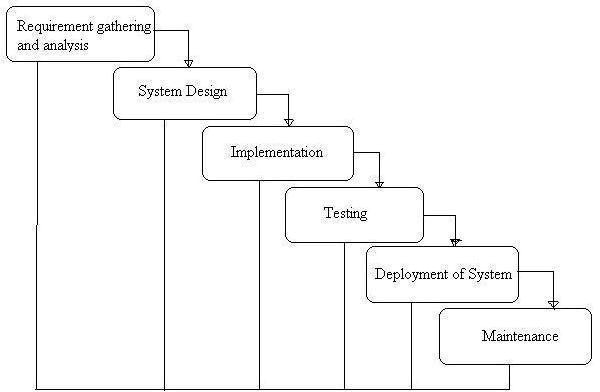 Requirement gathering
and analysis
System Design
Implementation
Testing
Deployment of System
Maintenance